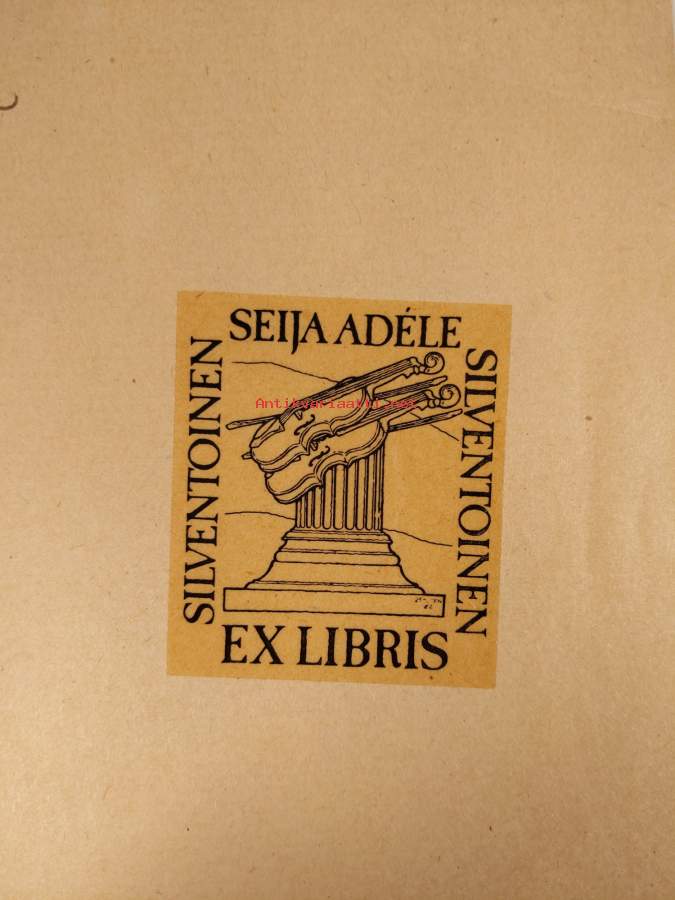 SEIJA ADÉLE
SILVENTOINEN
SILVENTOINEN
EX LIBRIS
Antikvariaatti.net